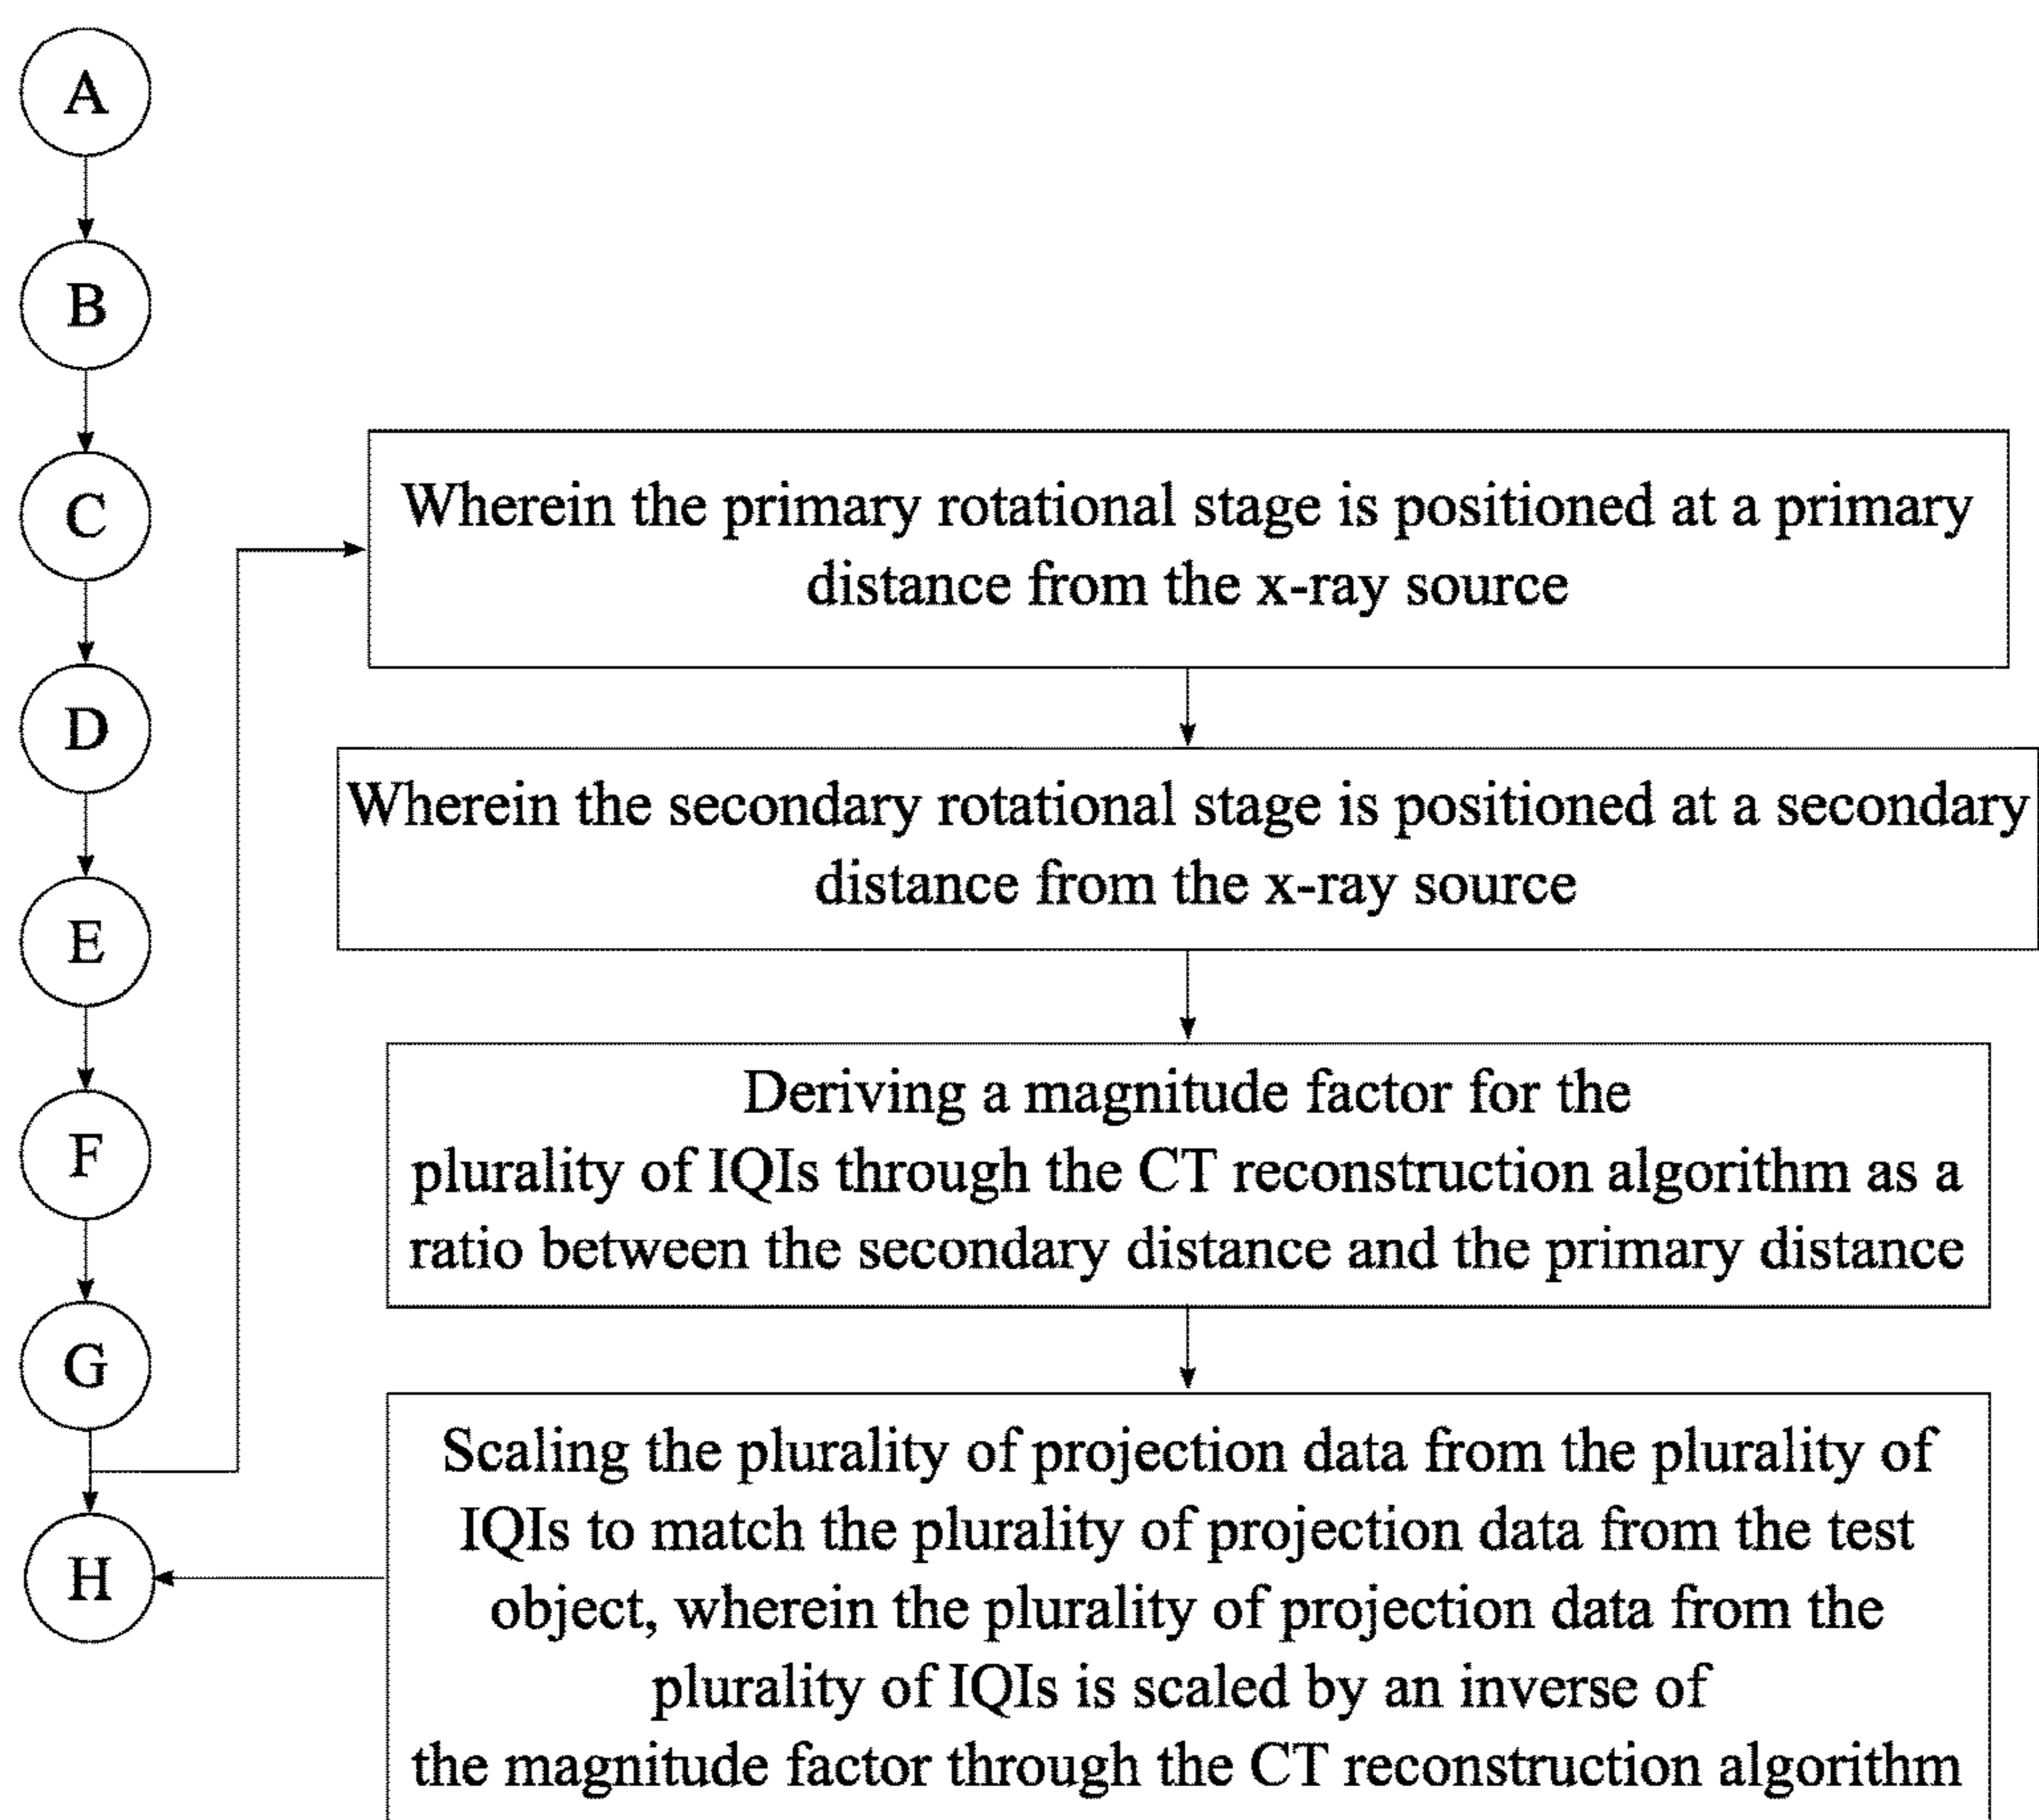 A
B
C
D
E
F
G
H
Wherein the primary rotational stage is positioned at a primary
distance from the x-ray source
Wherein the secondary rotational stage is positioned at a secondary
distance from the x-ray source
Deriving a magnitude factor for the
plurality of IQIs through the CT reconstruction algorithm as a
ratio between the secondary distance and the primary distance
Scaling the plurality of projection data from the plurality of
IQIs to match the plurality of projection data from the test
object, wherein the plurality of projection data from the
plurality of IQIs is scaled by an inverse of
the magnitude factor through the CT reconstruction algorithm